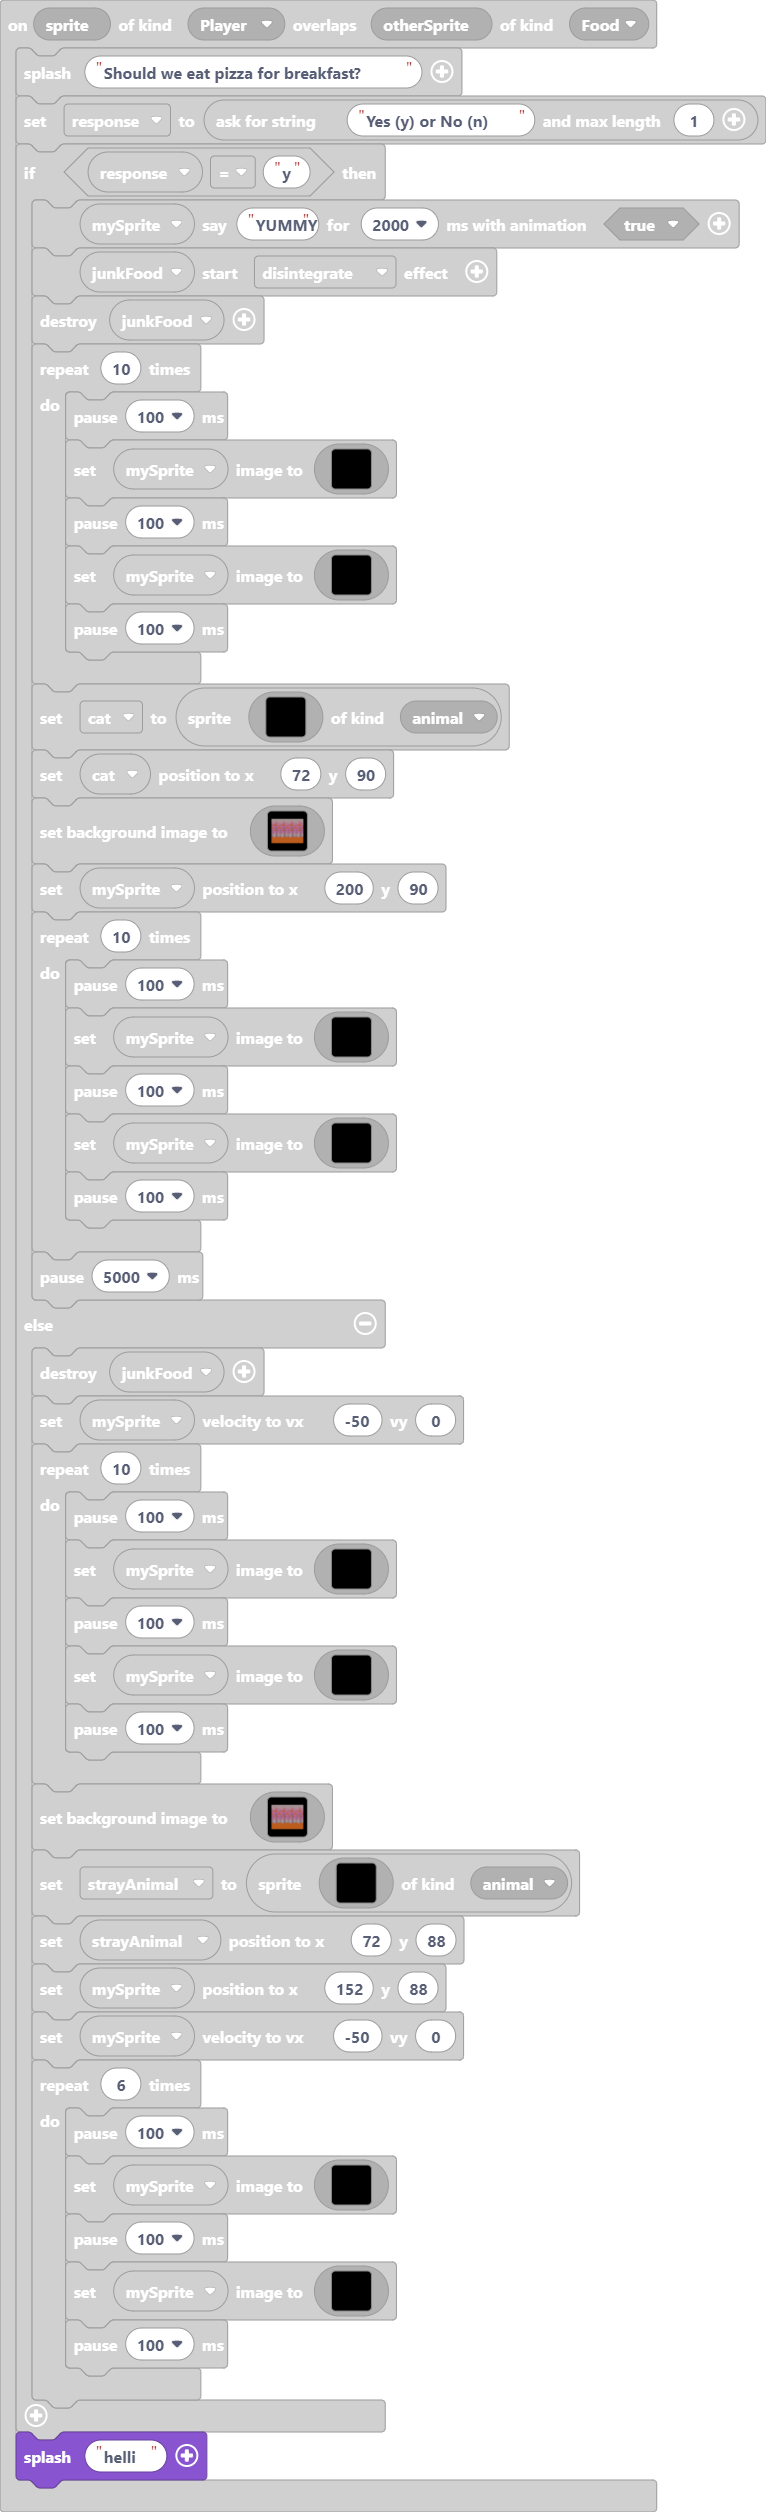 on sprite of kind Player overlaps otherSprite of kind Food
splash "Should we eat pizza for breakfast?"
set response to ask for string "Yes (y) or No (n)" and max length 1
if response = "y" then
mySprite say "YUMMY" for 2000 ms with animation true
junkFood start disintegrate effect
destroy junkFood
repeat 10 times
do
pause 100 ms
set mySprite image to
pause 100 ms
set mySprite image to
pause 100 ms
set cat to sprite of kind animal
set cat position to x 72 y 90
set background image to
set mySprite position to x 200 y 90
repeat 10 times
do
pause 100 ms
set mySprite image to
pause 100 ms
set mySprite image to
pause 100 ms
pause 5000 ms
else
destroy junkFood
set mySprite velocity to vx -50 vy 0
repeat 10 times
do
pause 100 ms
set mySprite image to
pause 100 ms
set mySprite image to
pause 100 ms
set background image to
set strayAnimal to sprite of kind animal
set strayAnimal position to x 72 y 88
set mySprite position to x 152 y 88
set mySprite velocity to vx -50 vy 0
repeat 6 times
do
pause 100 ms
set mySprite image to
pause 100 ms
set mySprite image to
pause 100 ms
splash "helli"